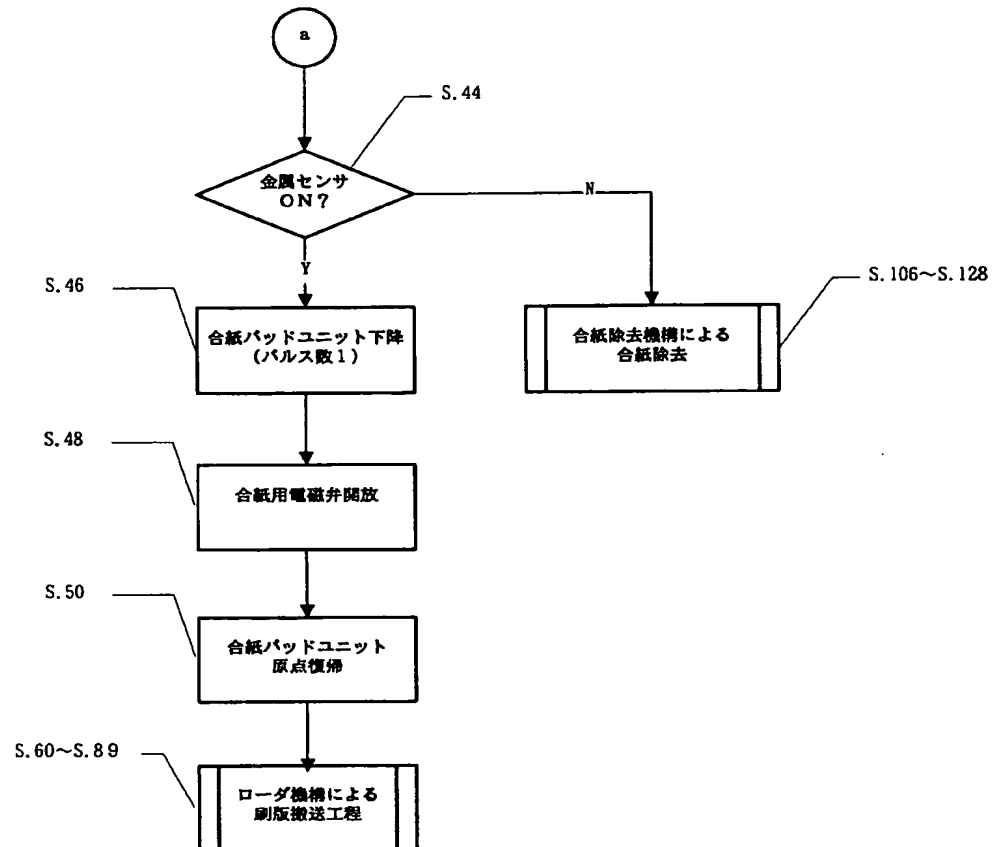 a
S.44
金属センサ
ON?
N
Y
S.46
S.106～S.128
合紙パッドユニット下降
(パルス数1)
合紙除去機構による
合紙除去
S.48
合紙用電磁弁開放
S.50
合紙パッドユニット
原点復帰
S.60～S.89
ローダ機構による
刷版搬送工程